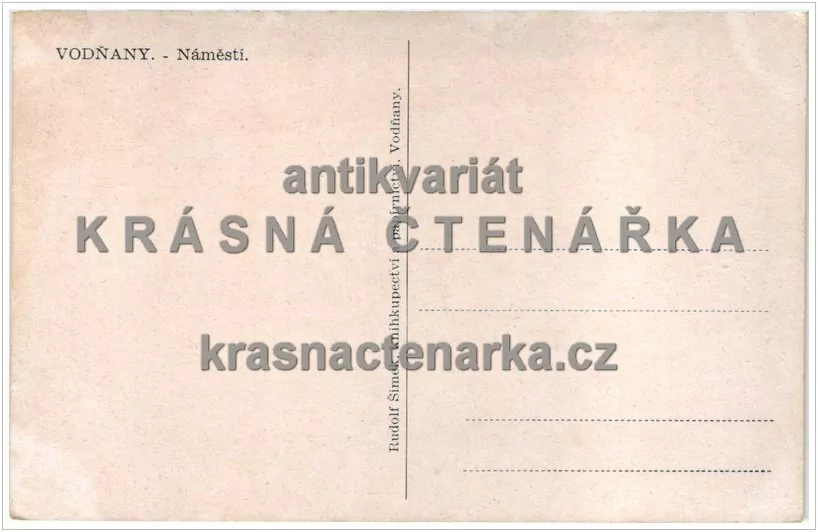 VODŇANY. - Náměstí.
Rudolf Šimek, knihkupectví a papírnictví. Vodňany.
antikvariát
KRÁSNÁ ČTENÁŘKA
krasnactenarka.cz